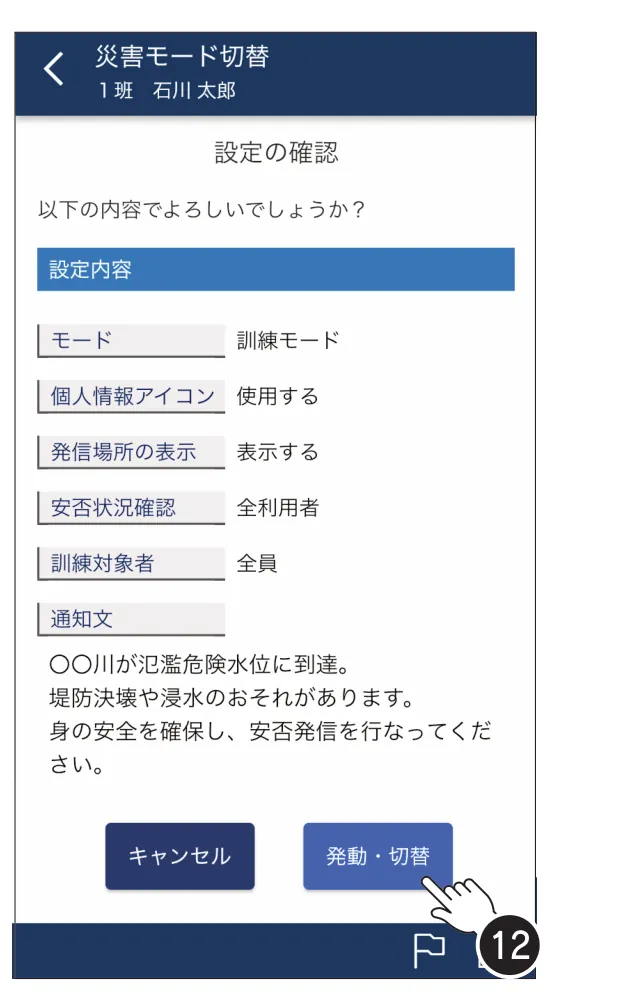 災害モード切替
1班　石川 太郎
設定の確認
以下の内容でよろしいでしょうか？
設定内容
モード　訓練モード
個人情報アイコン　使用する
発信場所の表示　表示する
安否状況確認　全利用者
訓練対象者　全員
通知文
〇〇川が氾濫危険水位に到達。
堤防決壊や浸水のおそれがあります。
身の安全を確保し、安否発信を行なってくだ
さい。
キャンセル　発動・切替
12